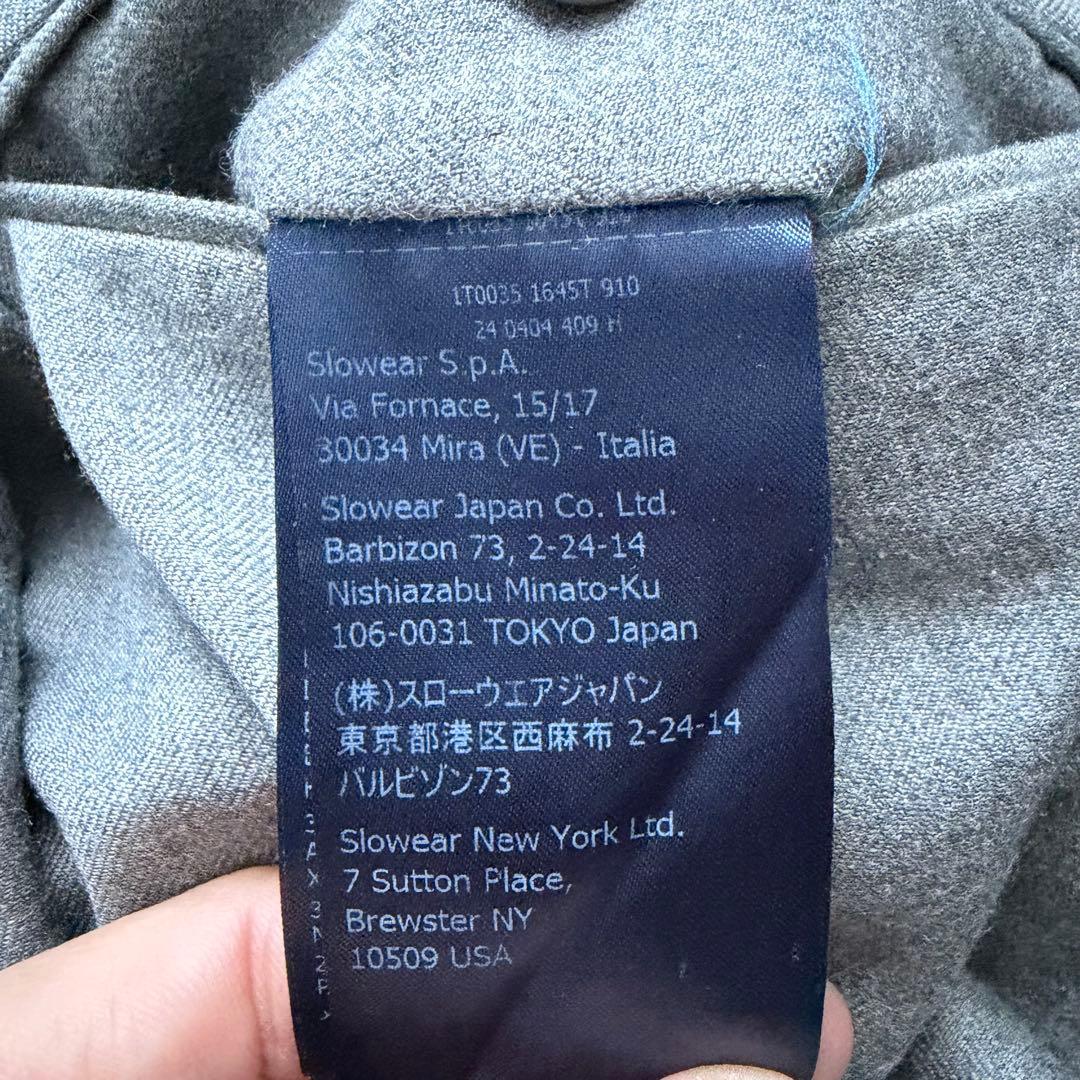 1T0035 1645T 910
24 0404 409 H
Slowear S.p.A.
Via Fornace, 15/17
30034 Mira (VE) - Italia
Slowear Japan Co. Ltd.
Barbizon 73, 2-24-14
Nishiazabu Minato-Ku
106-0031 TOKYO Japan
(株)スローウエアジャパン
東京都港区西麻布 2-24-14
バルビゾン73
Slowear New York Ltd.
7 Sutton Place,
Brewster NY
10509 USA